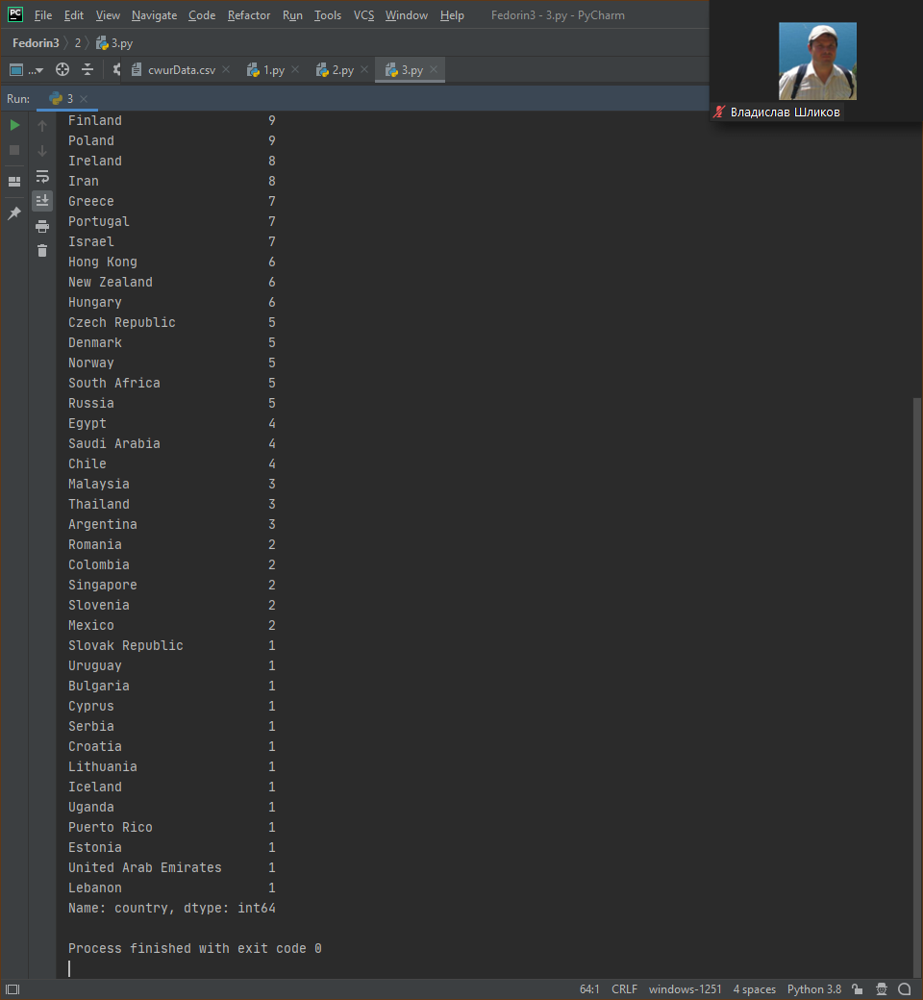 PC File Edit View Navigate Code Refactor Run Tools VCS Window Help Fedorin3 - 3.py - PyCharm
Fedorin3 2 3.py
... cwurData.csv 1.py 2.py 3.py
Владислав Шликов
Run: 3
Finland 9
Poland 9
Ireland 8
Iran 8
Greece 7
Portugal 7
Israel 7
Hong Kong 6
New Zealand 6
Hungary 6
Czech Republic 5
Denmark 5
Norway 5
South Africa 5
Russia 5
Egypt 4
Saudi Arabia 4
Chile 4
Malaysia 3
Thailand 3
Argentina 3
Romania 2
Colombia 2
Singapore 2
Slovenia 2
Mexico 2
Slovak Republic 1
Uruguay 1
Bulgaria 1
Cyprus 1
Serbia 1
Croatia 1
Lithuania 1
Iceland 1
Uganda 1
Puerto Rico 1
Estonia 1
United Arab Emirates 1
Lebanon 1
Name: country, dtype: int64
Process finished with exit code 0
64:1 CRLF windows-1251 4 spaces Python 3.8